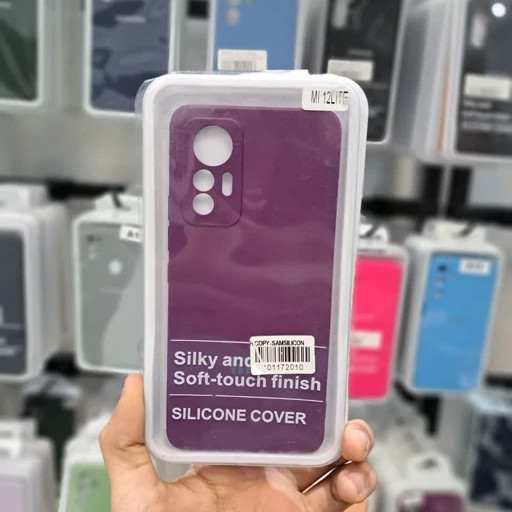 MI 12LITE
COPY-SAMSILICON
101172010
Silky and
Soft-touch finish
SILICONE COVER